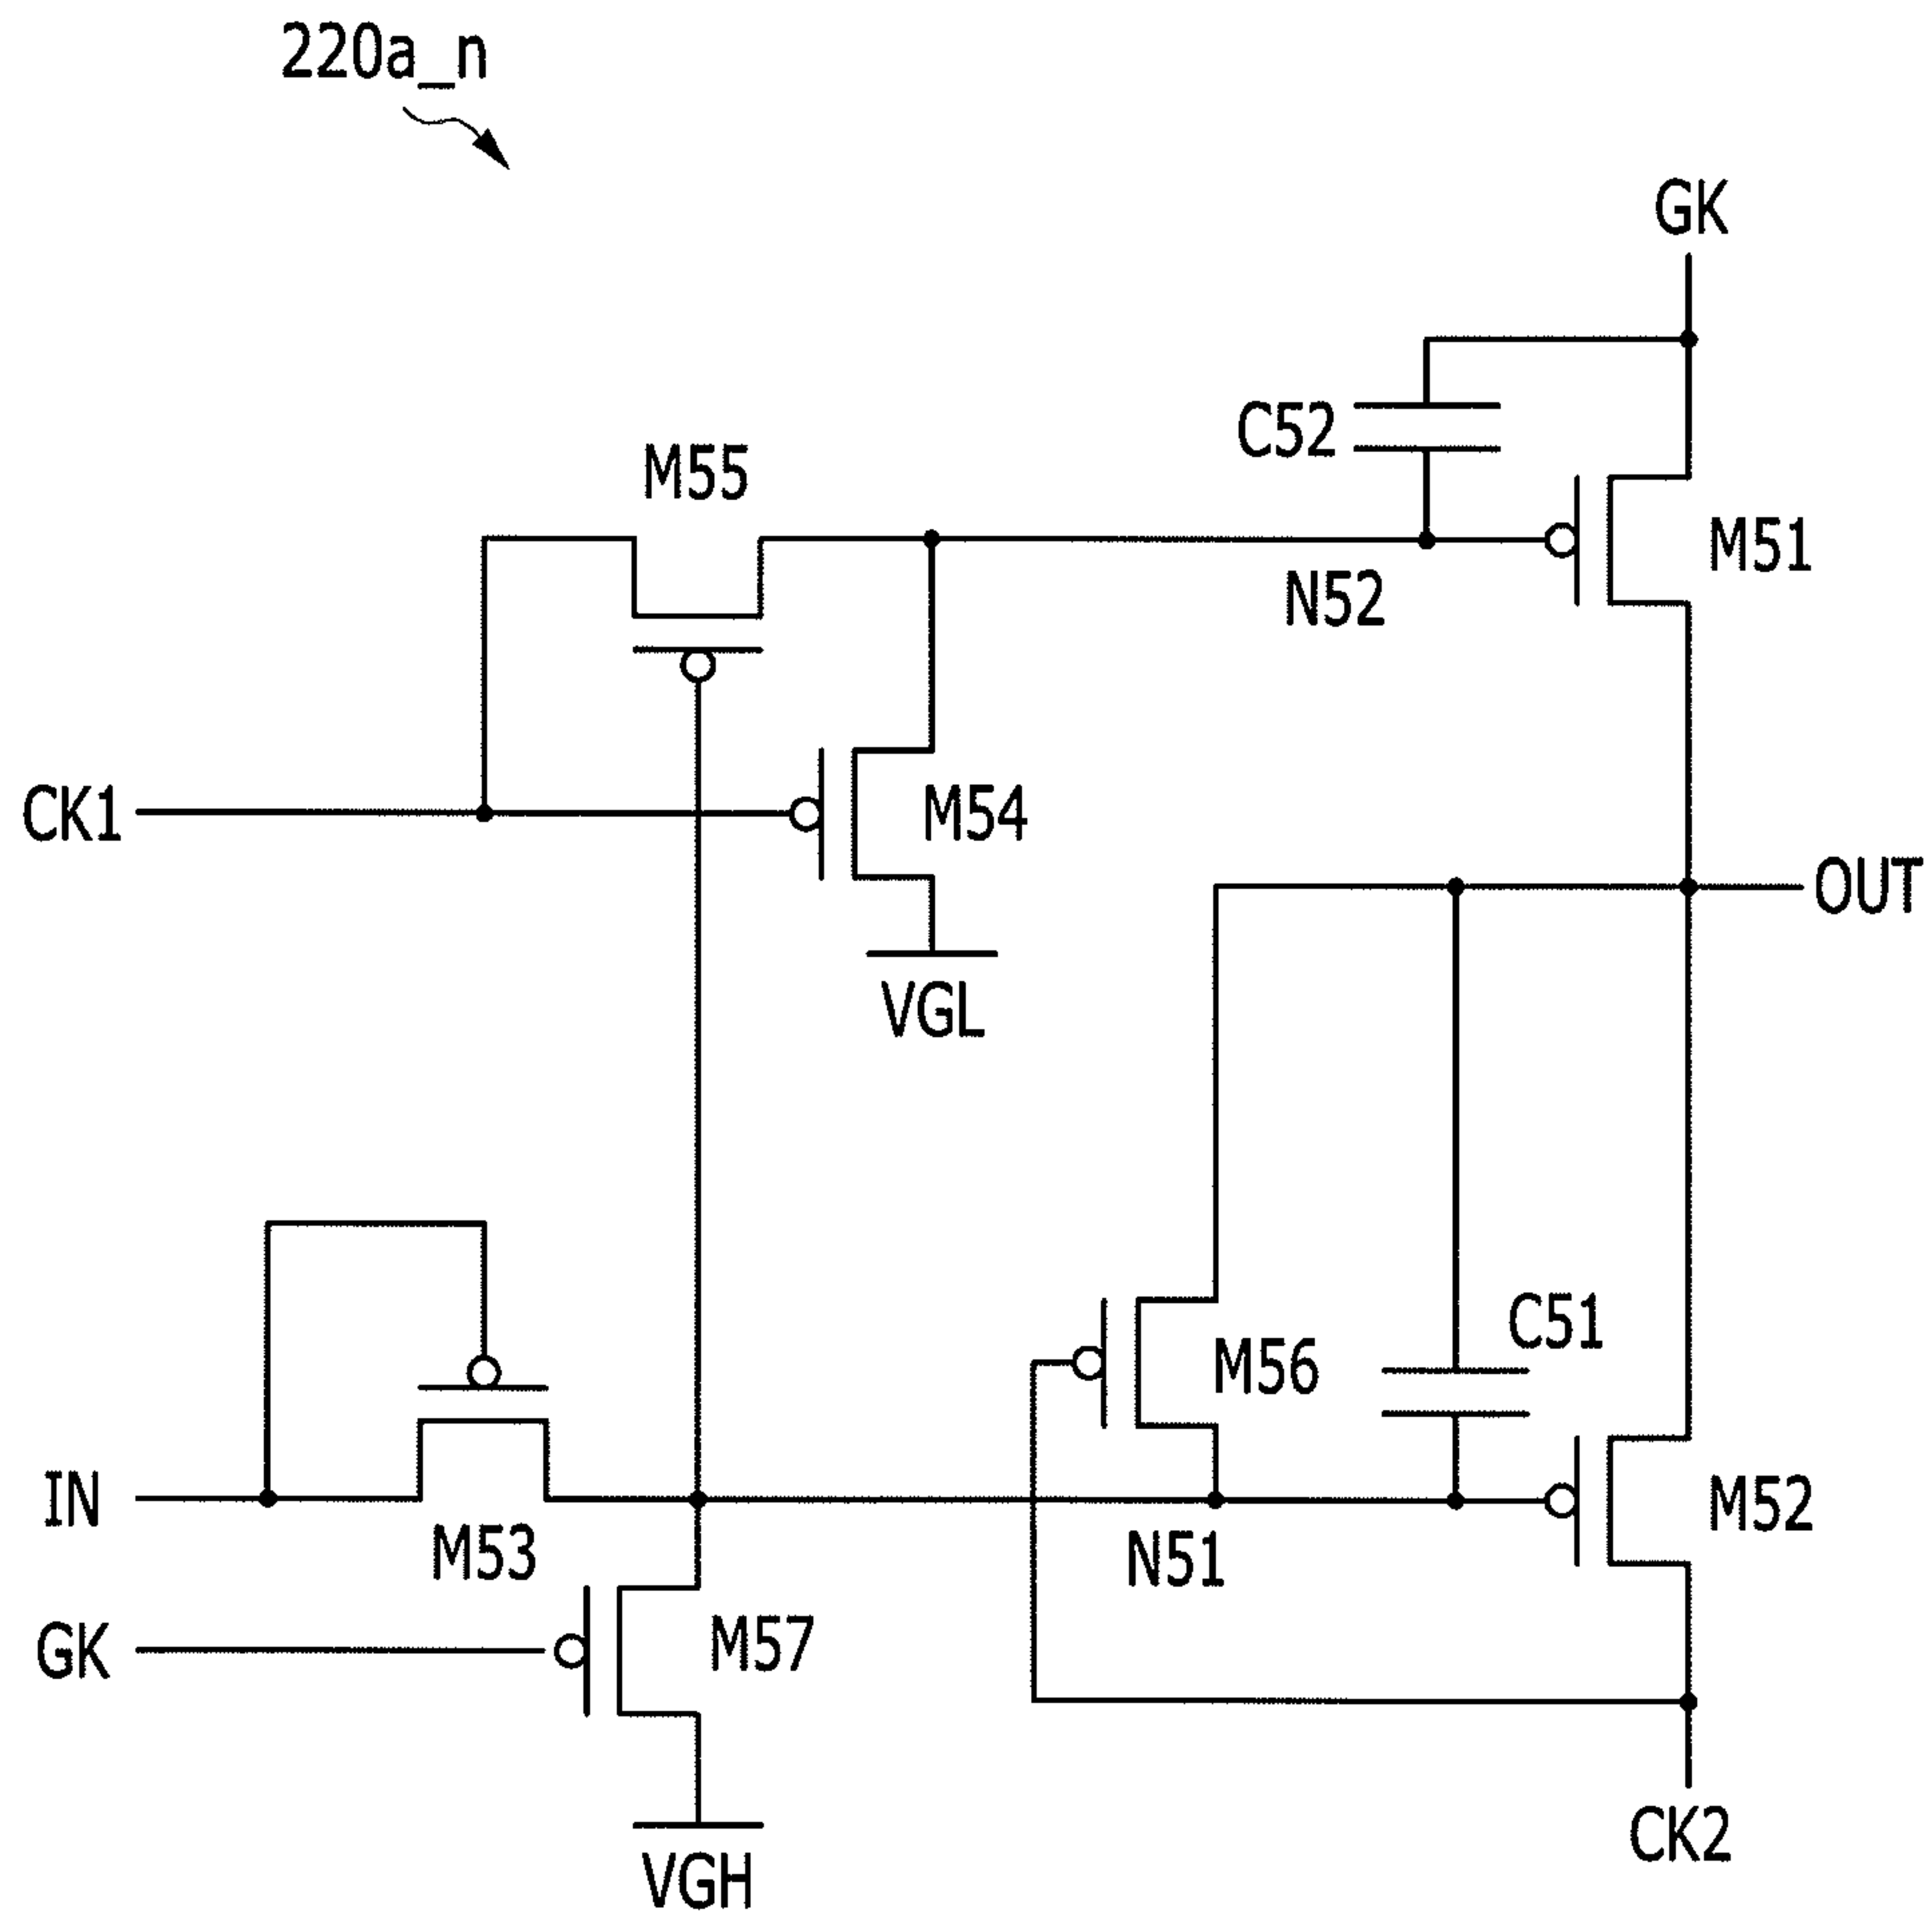 220a_n
GK
C52
M55
M51
N52
CK1
M54
OUT
VGL
C51
M56
IN
M52
M53
N51
GK
M57
CK2
VGH